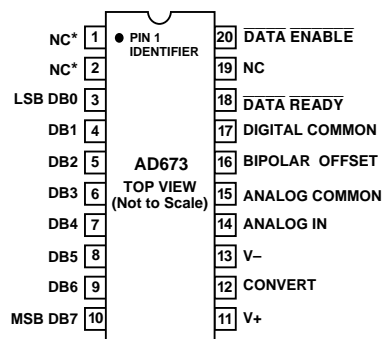 NC* 1 ● PIN 1 IDENTIFIER 20 DATA ENABLE
NC* 2 19 NC
LSB DB0 3 18 DATA READY
DB1 4 17 DIGITAL COMMON
DB2 5 AD673 16 BIPOLAR OFFSET
DB3 6 TOP VIEW 15 ANALOG COMMON
DB4 7 (Not to Scale) 14 ANALOG IN
DB5 8 13 V–
DB6 9 12 CONVERT
MSB DB7 10 11 V+